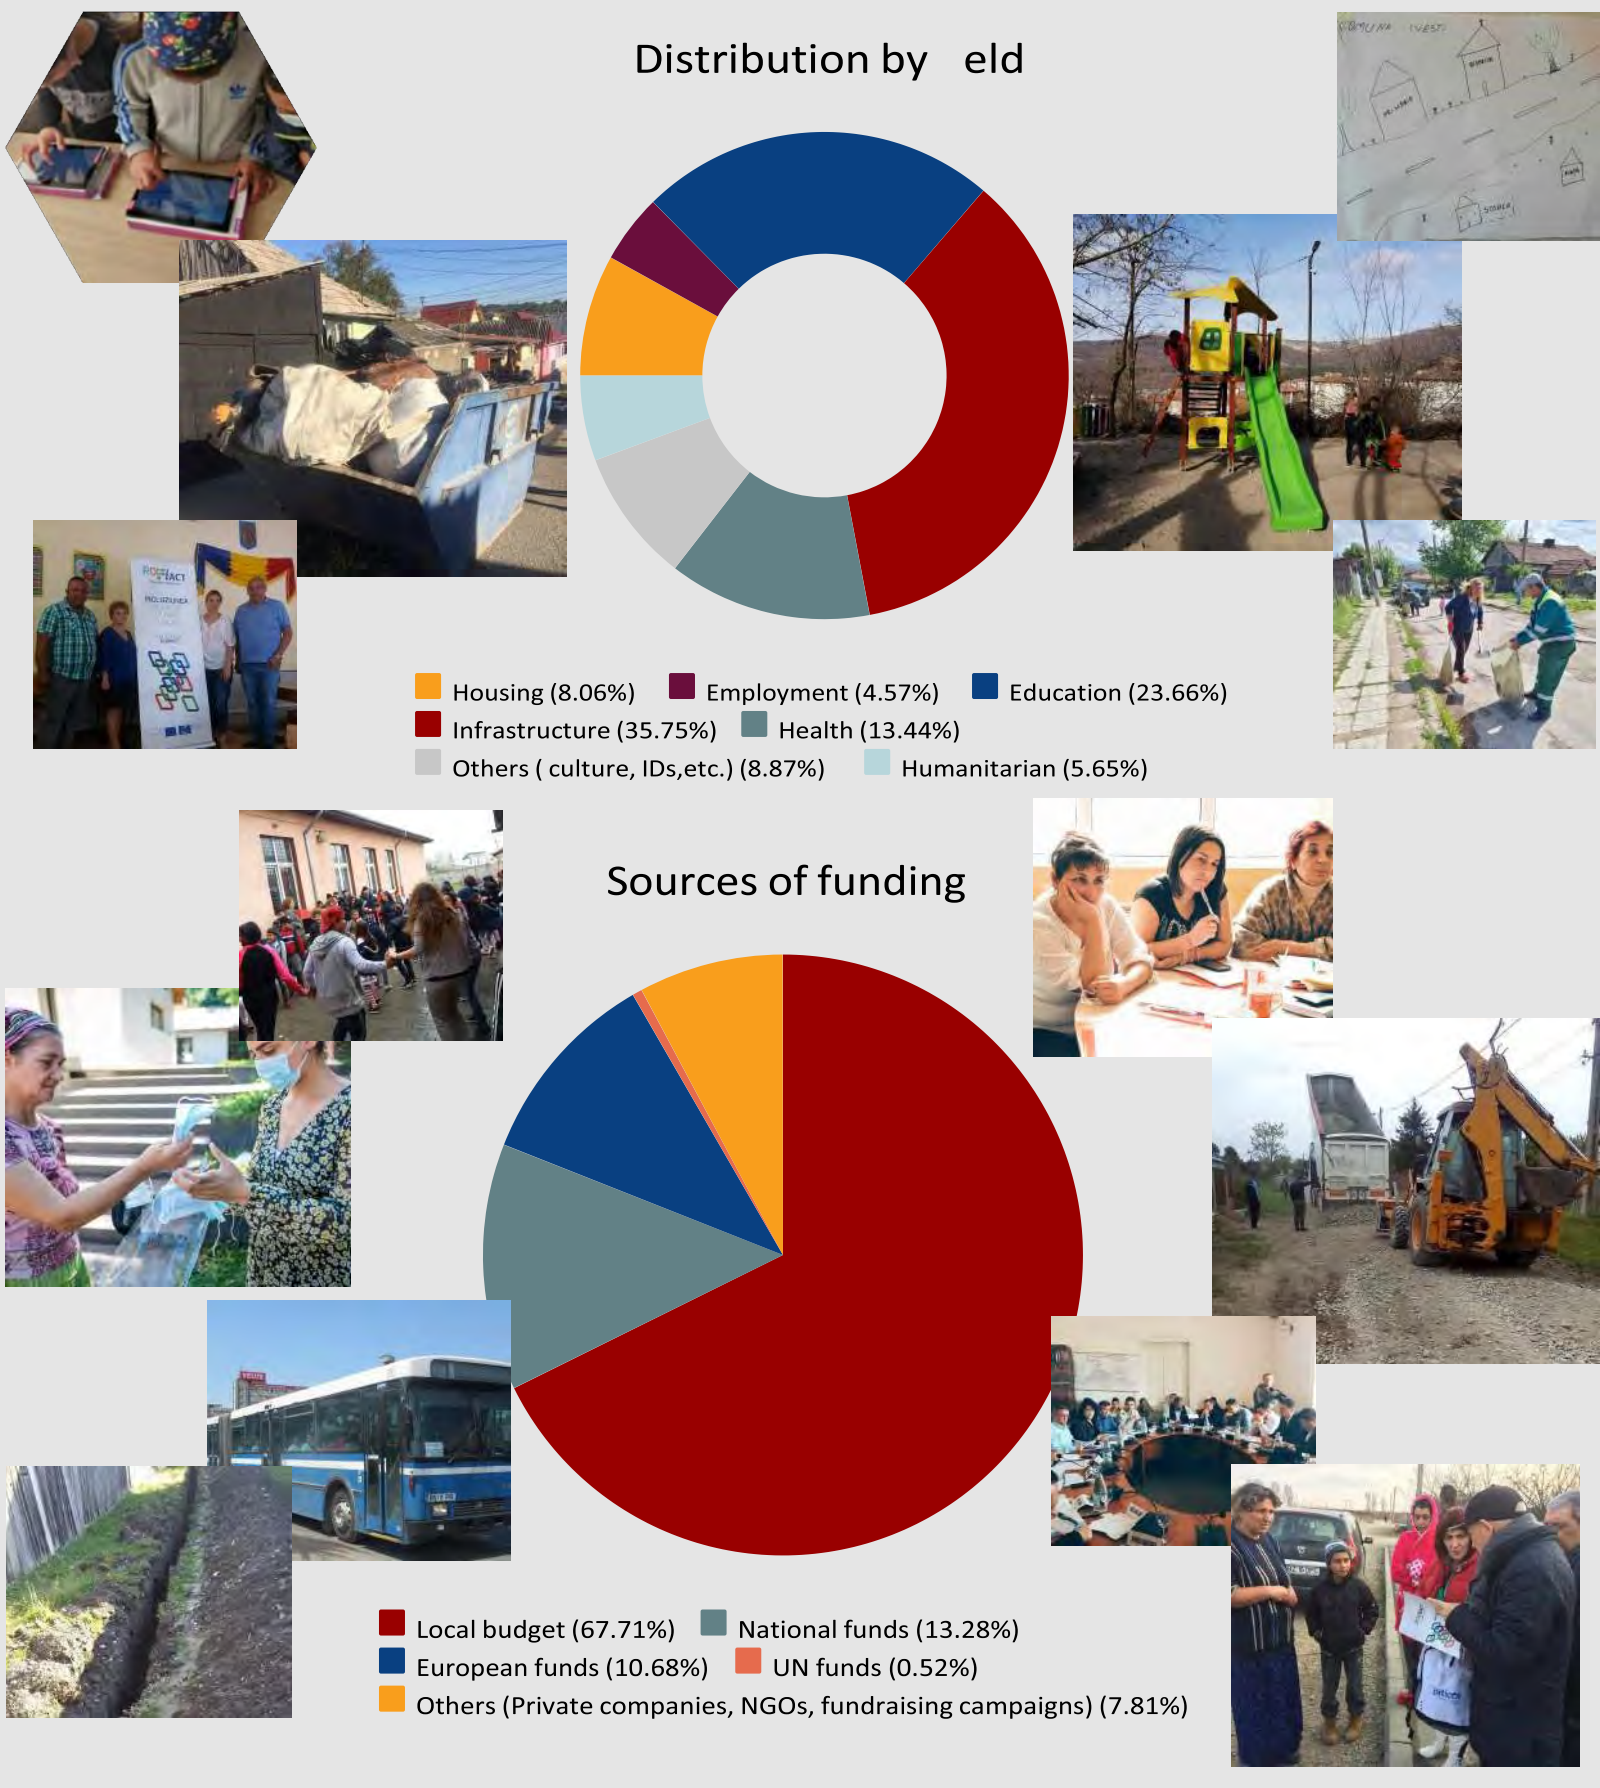 Distribution by eld
COMUNA
ROMACT
Housing (8.06%) Employment (4.57%) Education (23.66%)
Infrastructure (35.75%) Health (13.44%)
Others ( culture, IDs,etc.) (8.87%) Humanitarian (5.65%)
Sources of funding
Local budget (67.71%) National funds (13.28%)
European funds (10.68%) UN funds (0.52%)
Others (Private companies, NGOs, fundraising campaigns) (7.81%)